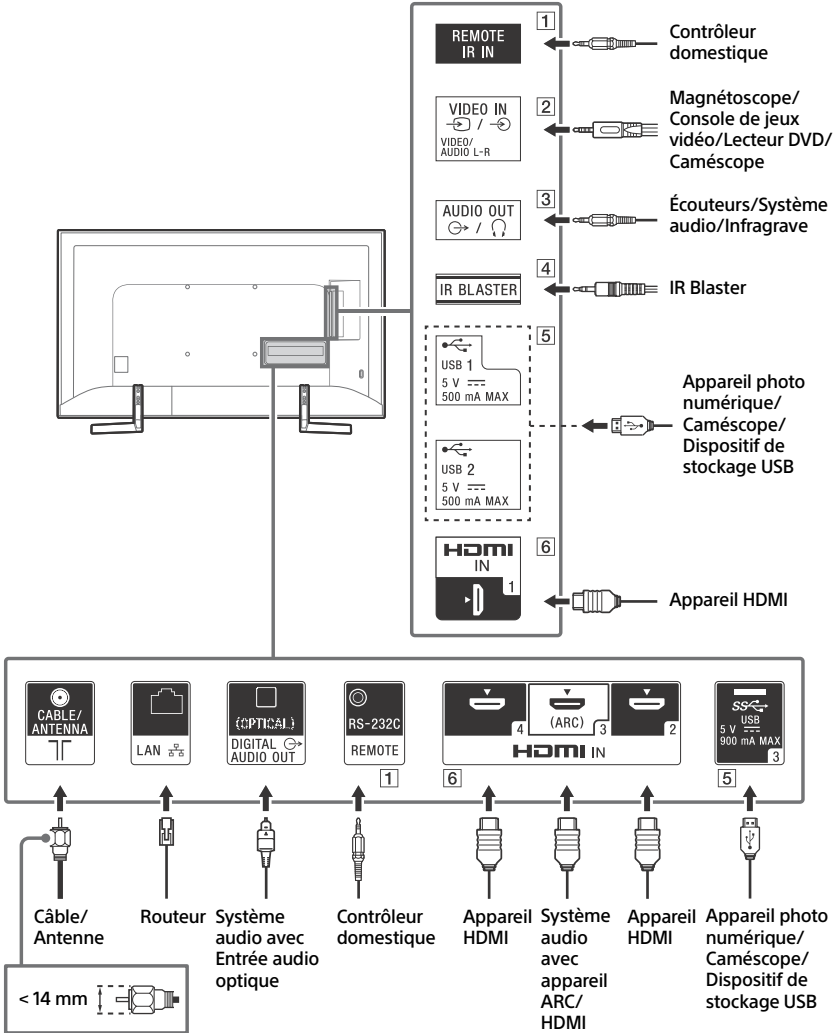 1
REMOTE
IR IN
Contrôleur
domestique
2
VIDEO IN
/
VIDEO/
AUDIO L-R
Magnétoscope/
Console de jeux
vidéo/Lecteur DVD/
Caméscope
3
AUDIO OUT
/
Écouteurs/Système
audio/Infragrave
4
IR BLASTER
IR Blaster
5
USB 1
5 V
500 mA MAX
USB 2
5 V
500 mA MAX
Appareil photo
numérique/
Caméscope/
Dispositif de
stockage USB
6
HDMI
IN
1
Appareil HDMI
CABLE/
ANTENNA
LAN
(OPTICAL)
DIGITAL
AUDIO OUT
RS-232C
REMOTE
1
4
(ARC)
3
2
HDMI IN
6
SS
USB
5 V
900 mA MAX
3
5
Câble/
Antenne
Routeur
Système
audio avec
Entrée audio
optique
Contrôleur
domestique
Appareil
HDMI
Système
audio
avec
appareil
ARC/
HDMI
Appareil
HDMI
Appareil photo
numérique/
Caméscope/
Dispositif de
stockage USB
< 14 mm